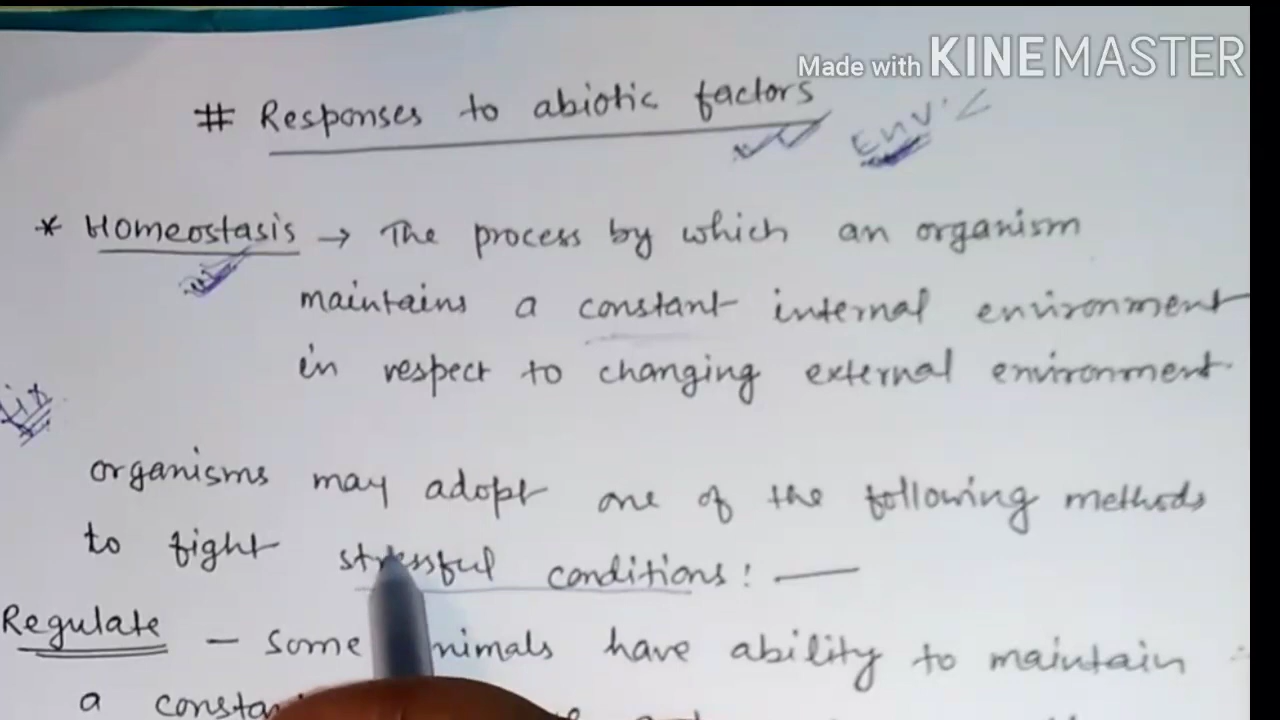 Made with KINEMASTER
# Responses to abiotic factors
Env.
* Homeostasis → The process by which an organism
maintains a constant internal environment
in respect to changing external environment.
organisms may adopt one of the following methods
to fight stressful conditions : —
Regulate - Some animals have ability to maintain
a